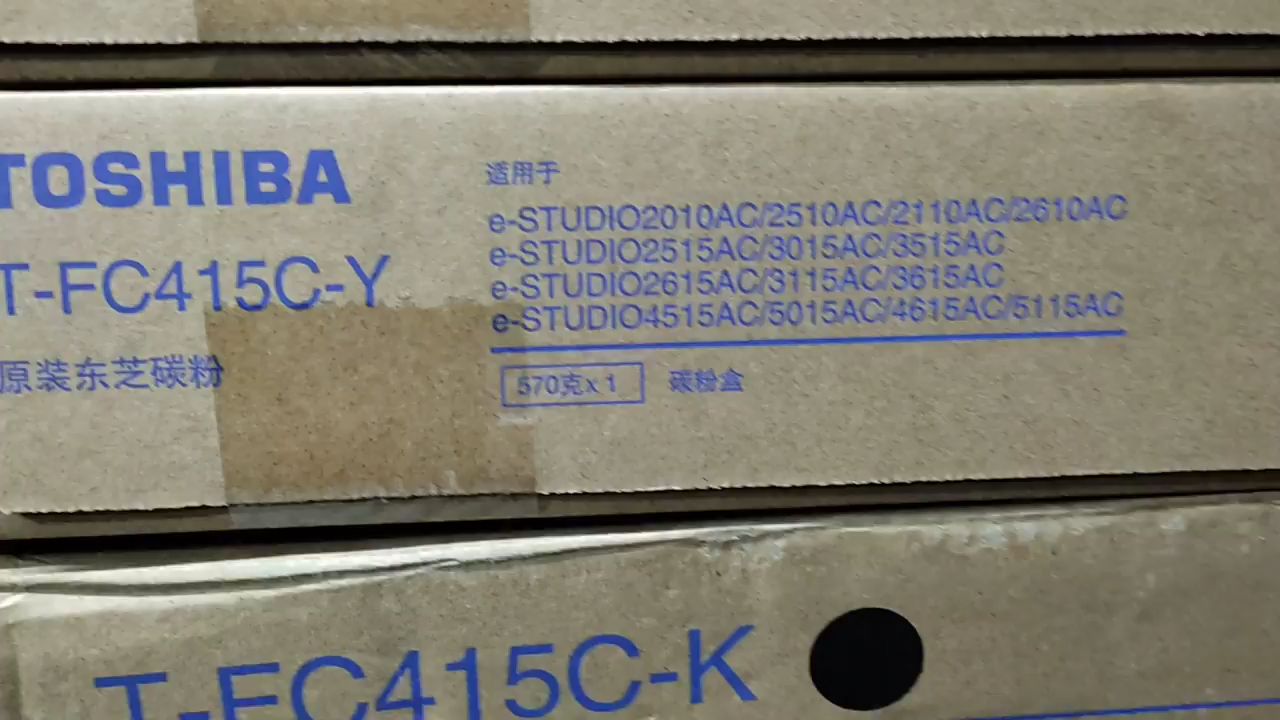 TOSHIBA
T-FC415C-Y
原装东芝碳粉
适用于
e-STUDIO2010AC/2510AC/2110AC/2610AC
e-STUDIO2515AC/3015AC/3515AC
e-STUDIO2615AC/3115AC/3615AC
e-STUDIO4515AC/5015AC/4615AC/5115AC
570克x1 碳粉盒
T-FC415C-K